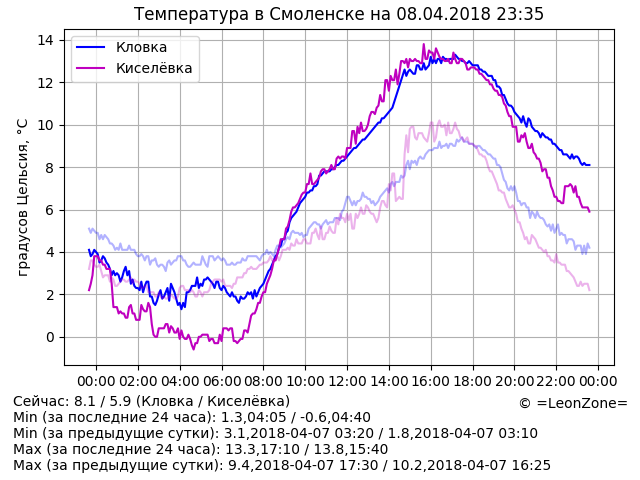 Температура в Смоленске на 08.04.2018 23:35
Кловка
Киселёвка
градусов Цельсия, °C
14
12
10
8
6
4
2
0
00:00 02:00 04:00 06:00 08:00 10:00 12:00 14:00 16:00 18:00 20:00 22:00 00:00
Сейчас: 8.1 / 5.9 (Кловка / Киселёвка)
© =LeonZone=
Min (за последние 24 часа): 1.3,04:05 / -0.6,04:40
Min (за предыдущие сутки): 3.1,2018-04-07 03:20 / 1.8,2018-04-07 03:10
Max (за последние 24 часа): 13.3,17:10 / 13.8,15:40
Max (за предыдущие сутки): 9.4,2018-04-07 17:30 / 10.2,2018-04-07 16:25